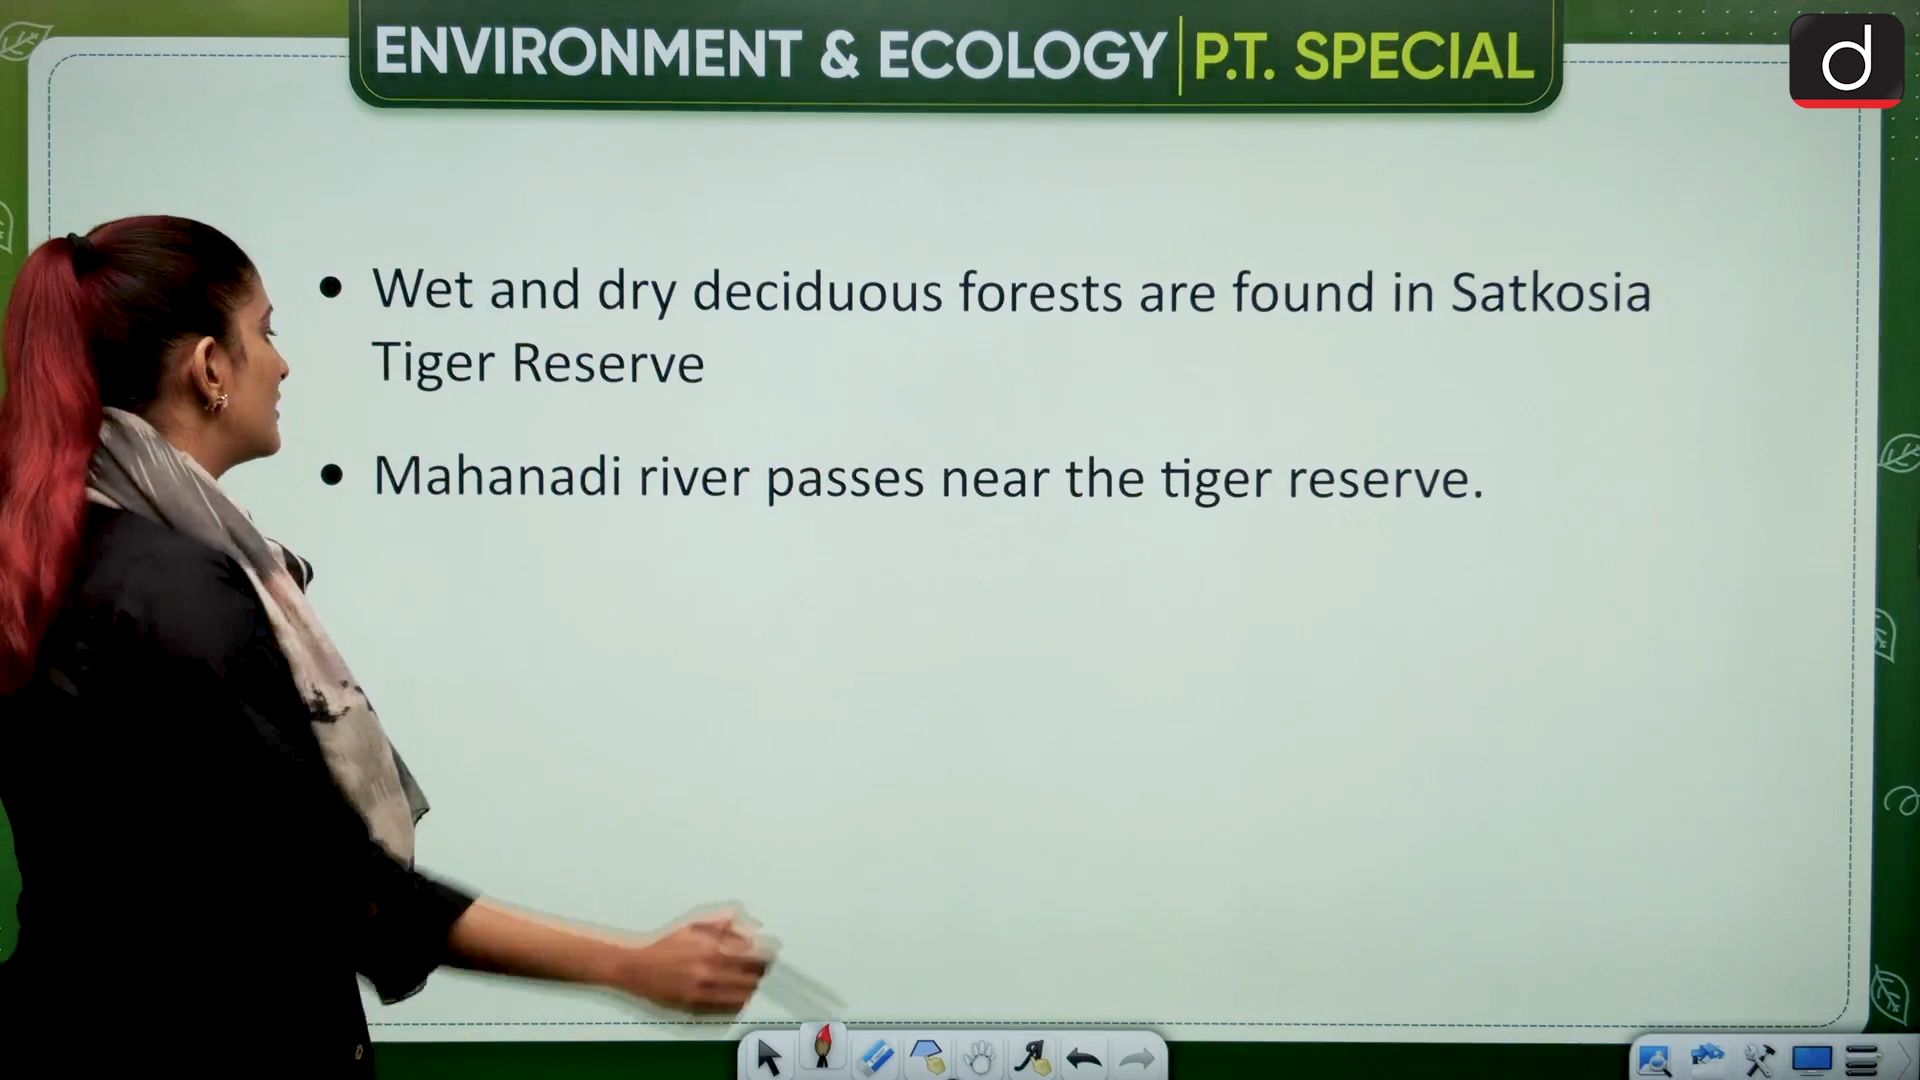 ENVIRONMENT & ECOLOGY | P.T. SPECIAL
d
• Wet and dry deciduous forests are found in Satkosia
Tiger Reserve
• Mahanadi river passes near the tiger reserve.